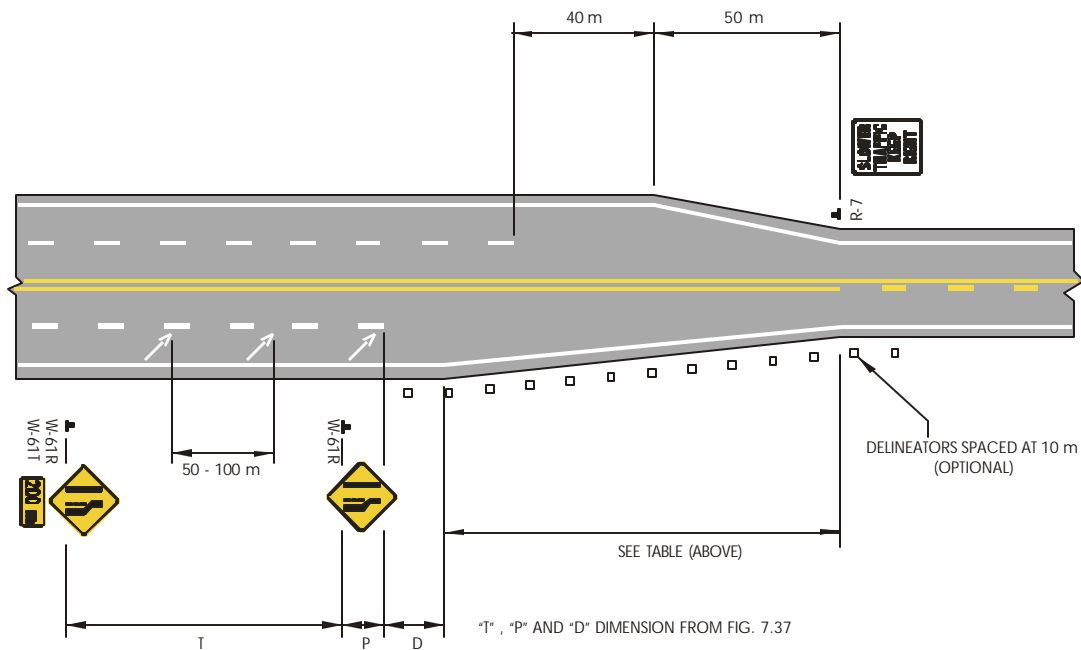 40 m
50 m
SLOWER
TRAFFIC
KEEP
RIGHT
R-7
W-61R
W-61T
200 m
50 - 100 m
W-61R
DELINEATORS SPACED AT 10 m
(OPTIONAL)
SEE TABLE (ABOVE)
T
P
D
"T" , "P" AND "D" DIMENSION FROM FIG. 7.37